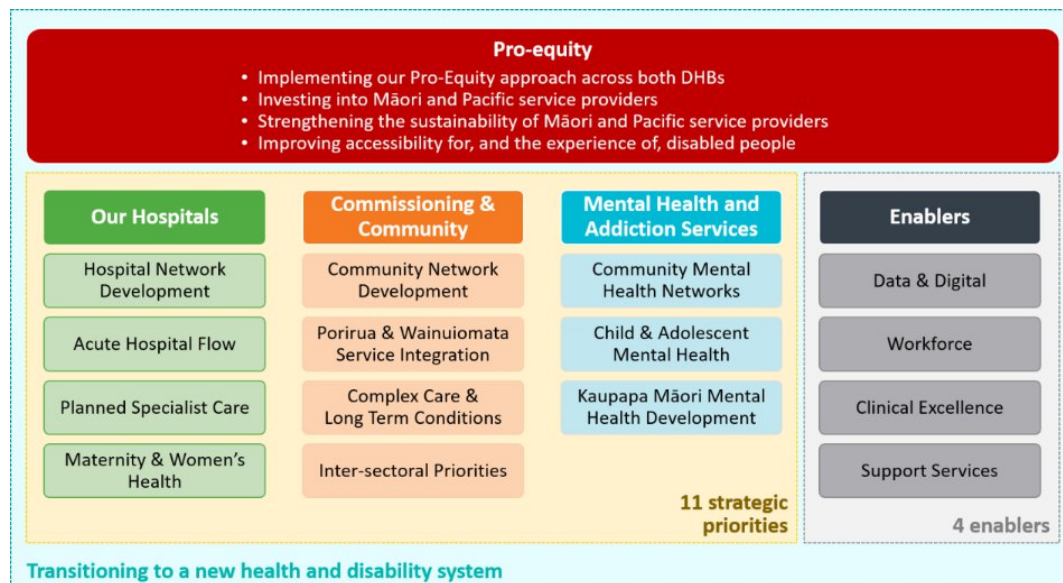 Pro-equity
• Implementing our Pro-Equity approach across both DHBs
• Investing into Māori and Pacific service providers
• Strengthening the sustainability of Māori and Pacific service providers
• Improving accessibility for, and the experience of, disabled people
Our Hospitals
Hospital Network
Development
Acute Hospital Flow
Planned Specialist Care
Maternity & Women's
Health
Commissioning &
Community
Community Network
Development
Porirua & Wainuiomata
Service Integration
Complex Care &
Long Term Conditions
Inter-sectoral Priorities
Mental Health and
Addiction Services
Community Mental
Health Networks
Child & Adolescent
Mental Health
Kaupapa Māori Mental
Health Development
11 strategic
priorities
Enablers
Data & Digital
Workforce
Clinical Excellence
Support Services
4 enablers
Transitioning to a new health and disability system